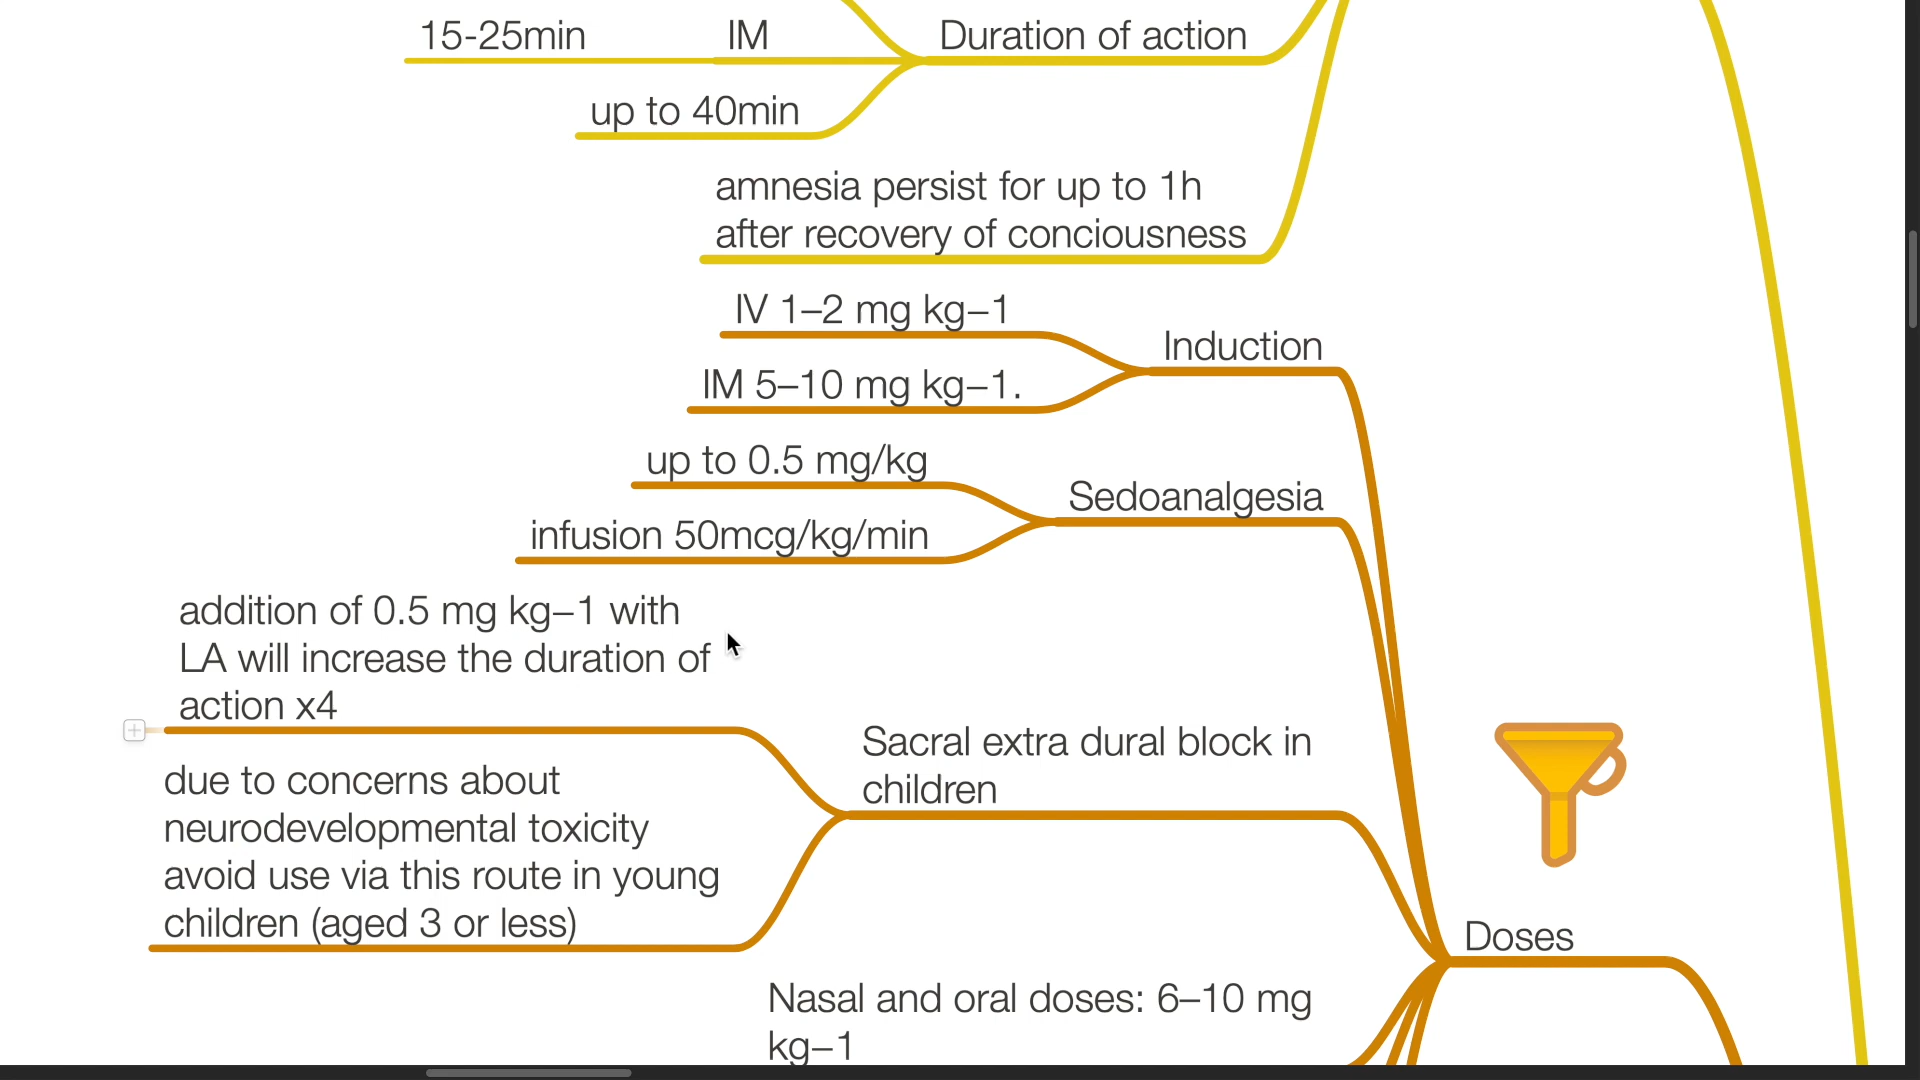 15-25min
IM
Duration of action
up to 40min
amnesia persist for up to 1h
after recovery of conciousness
IV 1–2 mg kg−1
Induction
IM 5–10 mg kg−1.
up to 0.5 mg/kg
Sedoanalgesia
infusion 50mcg/kg/min
addition of 0.5 mg kg−1 with
LA will increase the duration of
action x4
Sacral extra dural block in
children
due to concerns about
neurodevelopmental toxicity
avoid use via this route in young
children (aged 3 or less)
Doses
Nasal and oral doses: 6–10 mg
kg−1